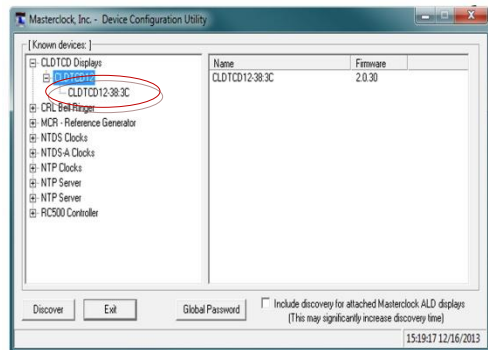 Masterclock, Inc. - Device Configuration Utility
[ Known devices: ]
CLDTCD Displays
CLDTCD12
CLDTCD12-38:3C
CRL Bell Ringer
MCR - Reference Generator
NTDS Clocks
NTDS-A Clocks
NTP Clocks
NTP Server
NTP Server
RC500 Controller
Name Firmware
CLDTCD12-38:3C 2.0.30
Discover Exit Global Password Include discovery for attached Masterclock ALD displays
(This may significantly increase discovery time)
15:19:17 12/16/2013